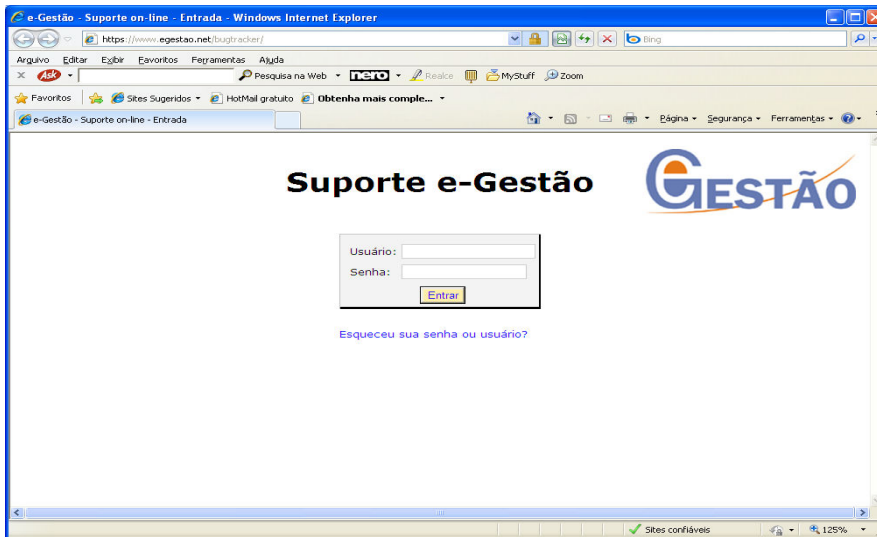 e-Gestão - Suporte on-line - Entrada - Windows Internet Explorer
https://www.egestao.net/bugtracker/
Bing
Arquivo Editar Exibir Favoritos Ferramentas Ajuda
Ask Pesquisa na Web nero Realce MyStuff Zoom
Favoritos Sites Sugeridos HotMail gratuito Obtenha mais comple...
e-Gestão - Suporte on-line - Entrada
Página Segurança Ferramentas
Suporte e-Gestão
eGESTÃO
Usuário:
Senha:
Entrar
Esqueceu sua senha ou usuário?
Sites confiáveis 125%